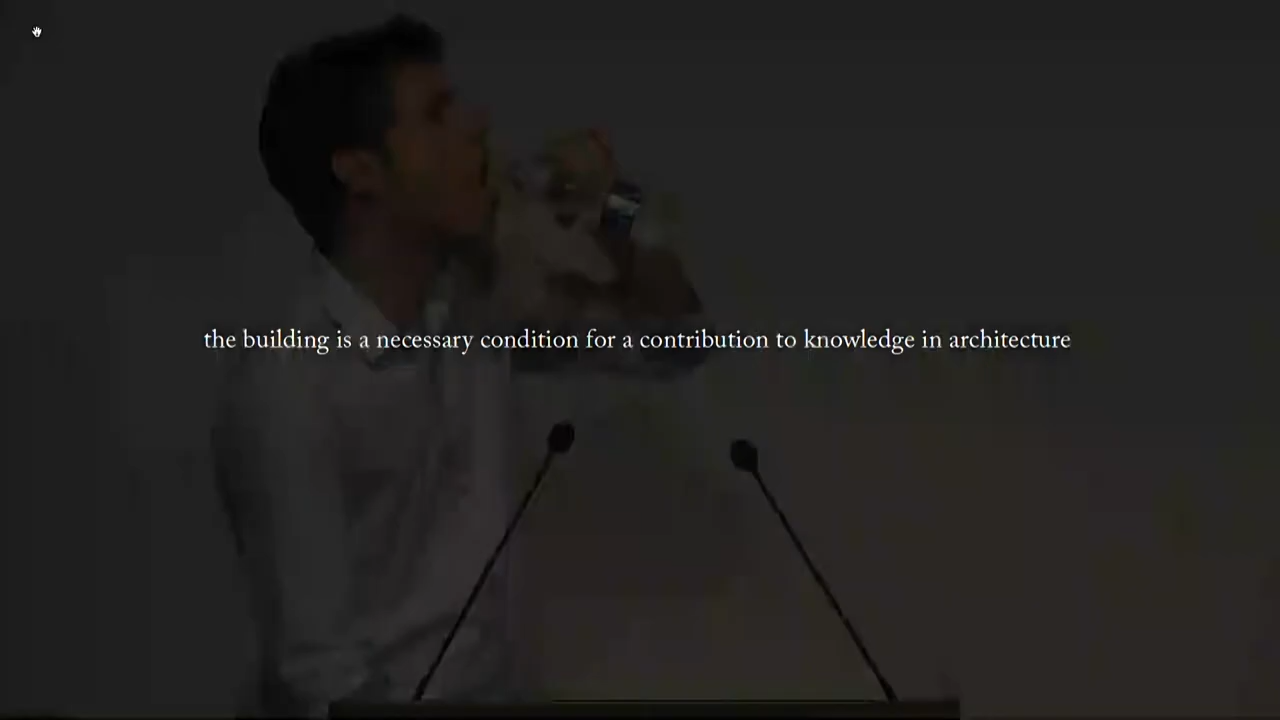 the building is a necessary condition for a contribution to knowledge in architecture